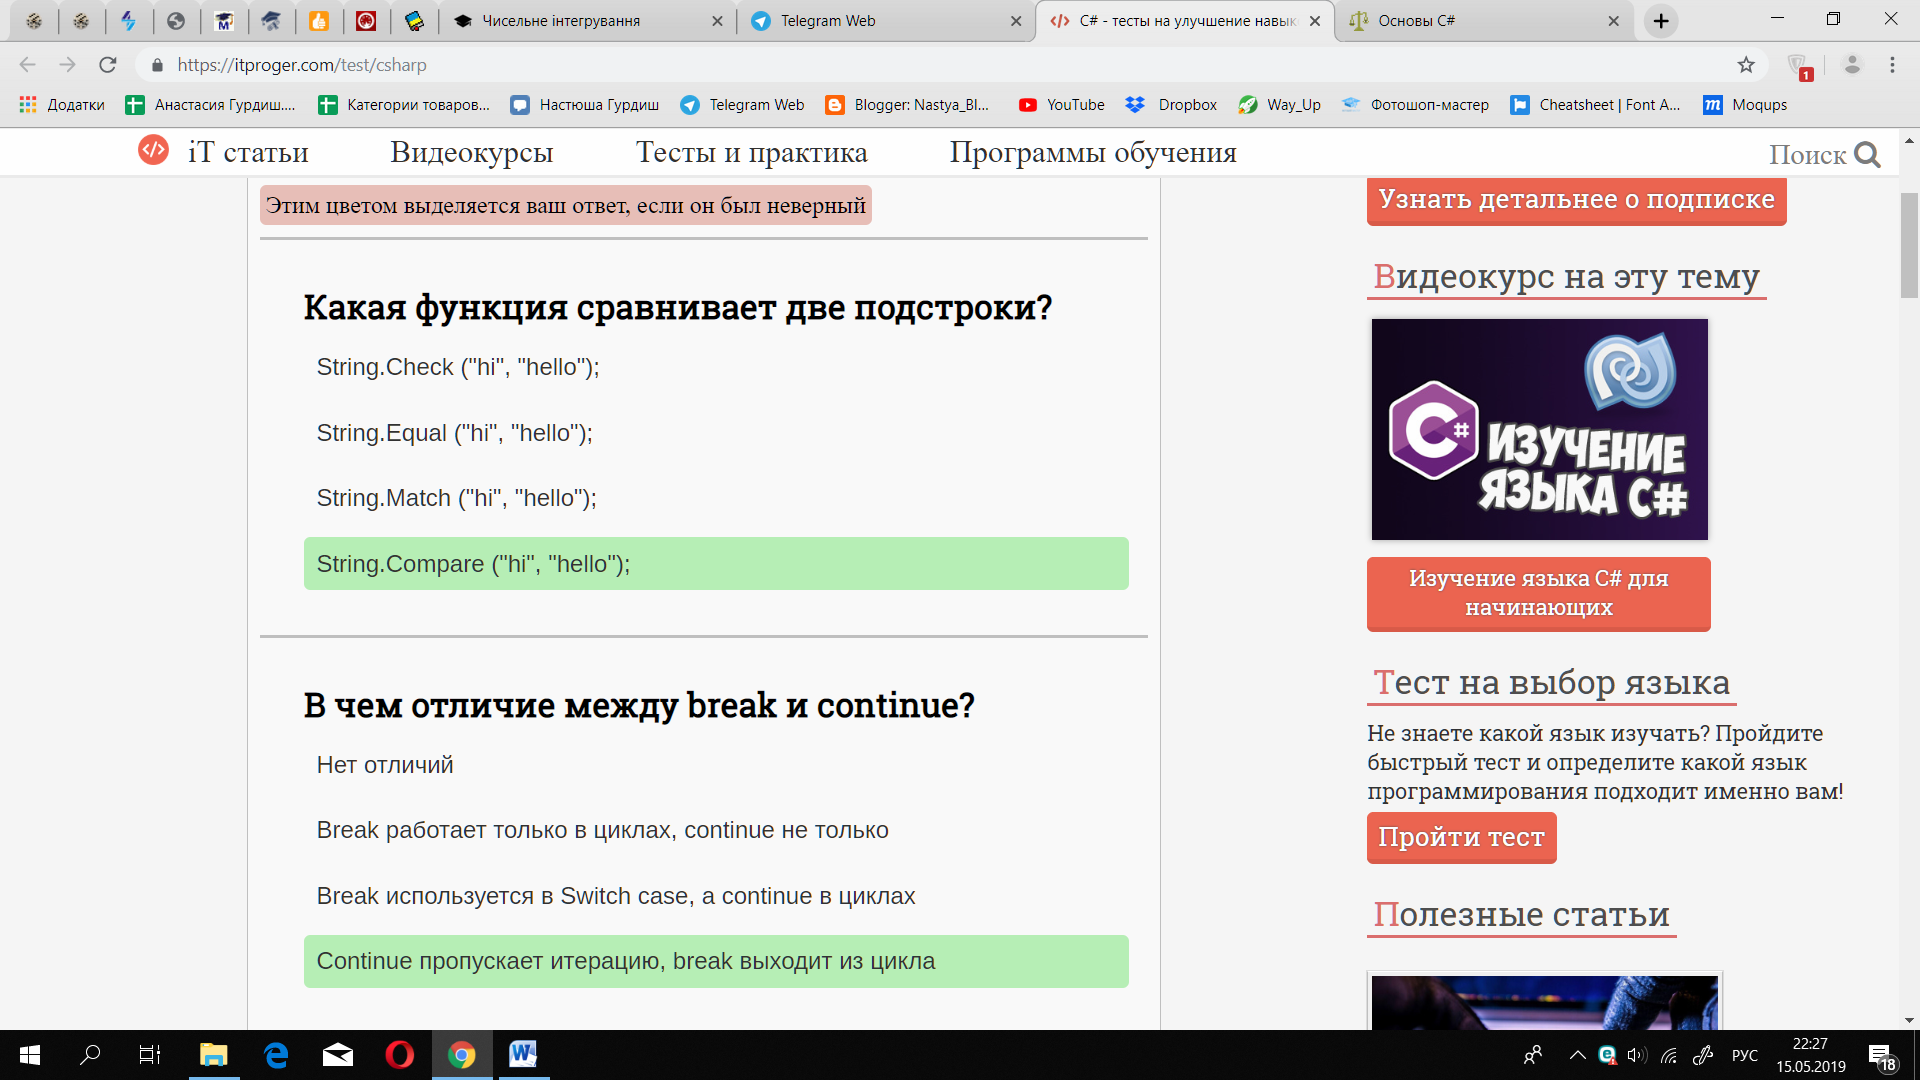 Чисельне інтегрування
Telegram Web
C# - тесты на улучшение навык
Основы C#
https://itproger.com/test/csharp
1
Додатки
Анастасия Гурдиш....
Категории товаров...
Настюша Гурдиш
Telegram Web
Blogger: Nastya_Bl...
YouTube
Dropbox
Way_Up
Фотошоп-мастер
Cheatsheet | Font A...
Moqups
iT статьи
Видеокурсы
Тесты и практика
Программы обучения
Поиск
Этим цветом выделяется ваш ответ, если он был неверный
Какая функция сравнивает две подстроки?
String.Check ("hi", "hello");
String.Equal ("hi", "hello");
String.Match ("hi", "hello");
String.Compare ("hi", "hello");
В чем отличие между break и continue?
Нет отличий
Break работает только в циклах, continue не только
Break используется в Switch case, а continue в циклах
Continue пропускает итерацию, break выходит из цикла
Узнать детальнее о подписке
Видеокурс на эту тему
C#
ИЗУЧЕНИЕ
ЯЗЫКА C#
Изучение языка C# для
начинающих
Тест на выбор языка
Не знаете какой язык изучать? Пройдите
быстрый тест и определите какой язык
программирования подходит именно вам!
Пройти тест
Полезные статьи
РУС
22:27
15.05.2019
18